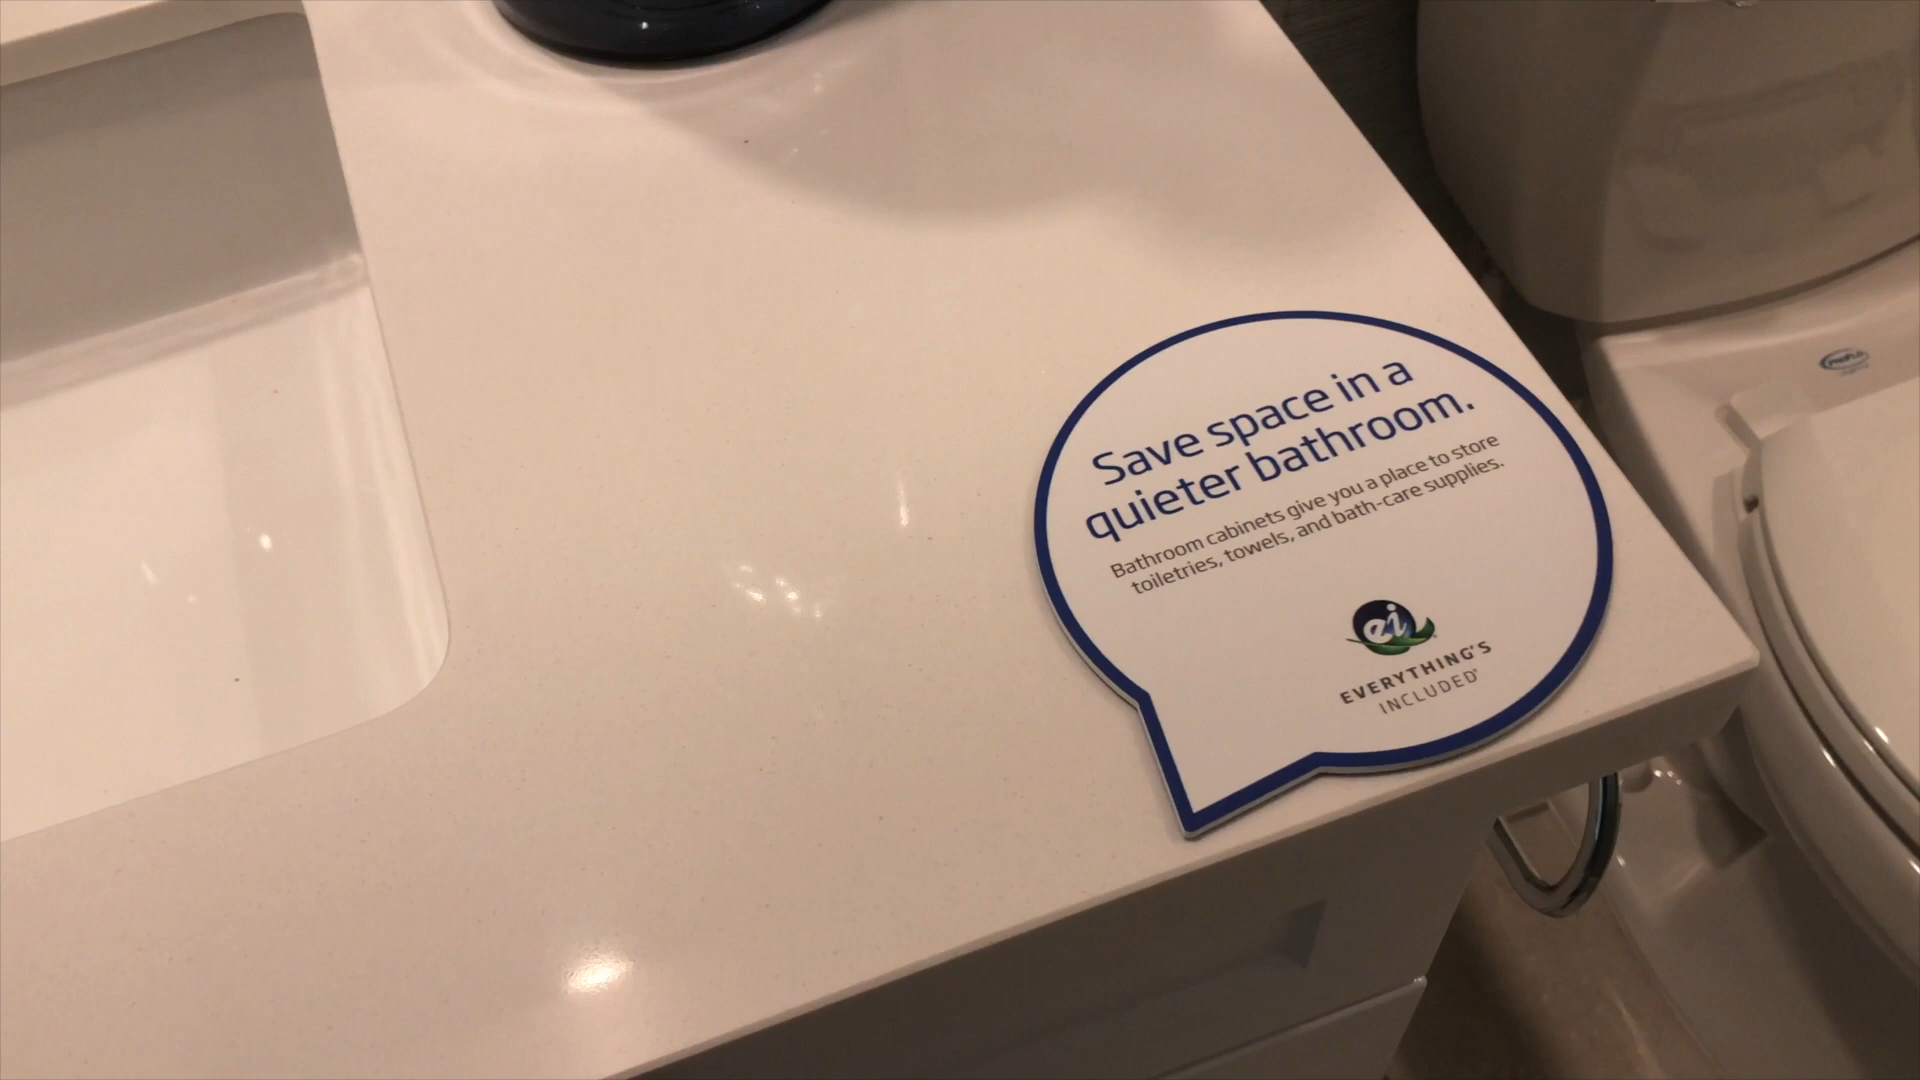 Save space in a
quieter bathroom.
Bathroom cabinets give you a place to store
toiletries, towels, and bath-care supplies.
ei
EVERYTHING'S
INCLUDED®